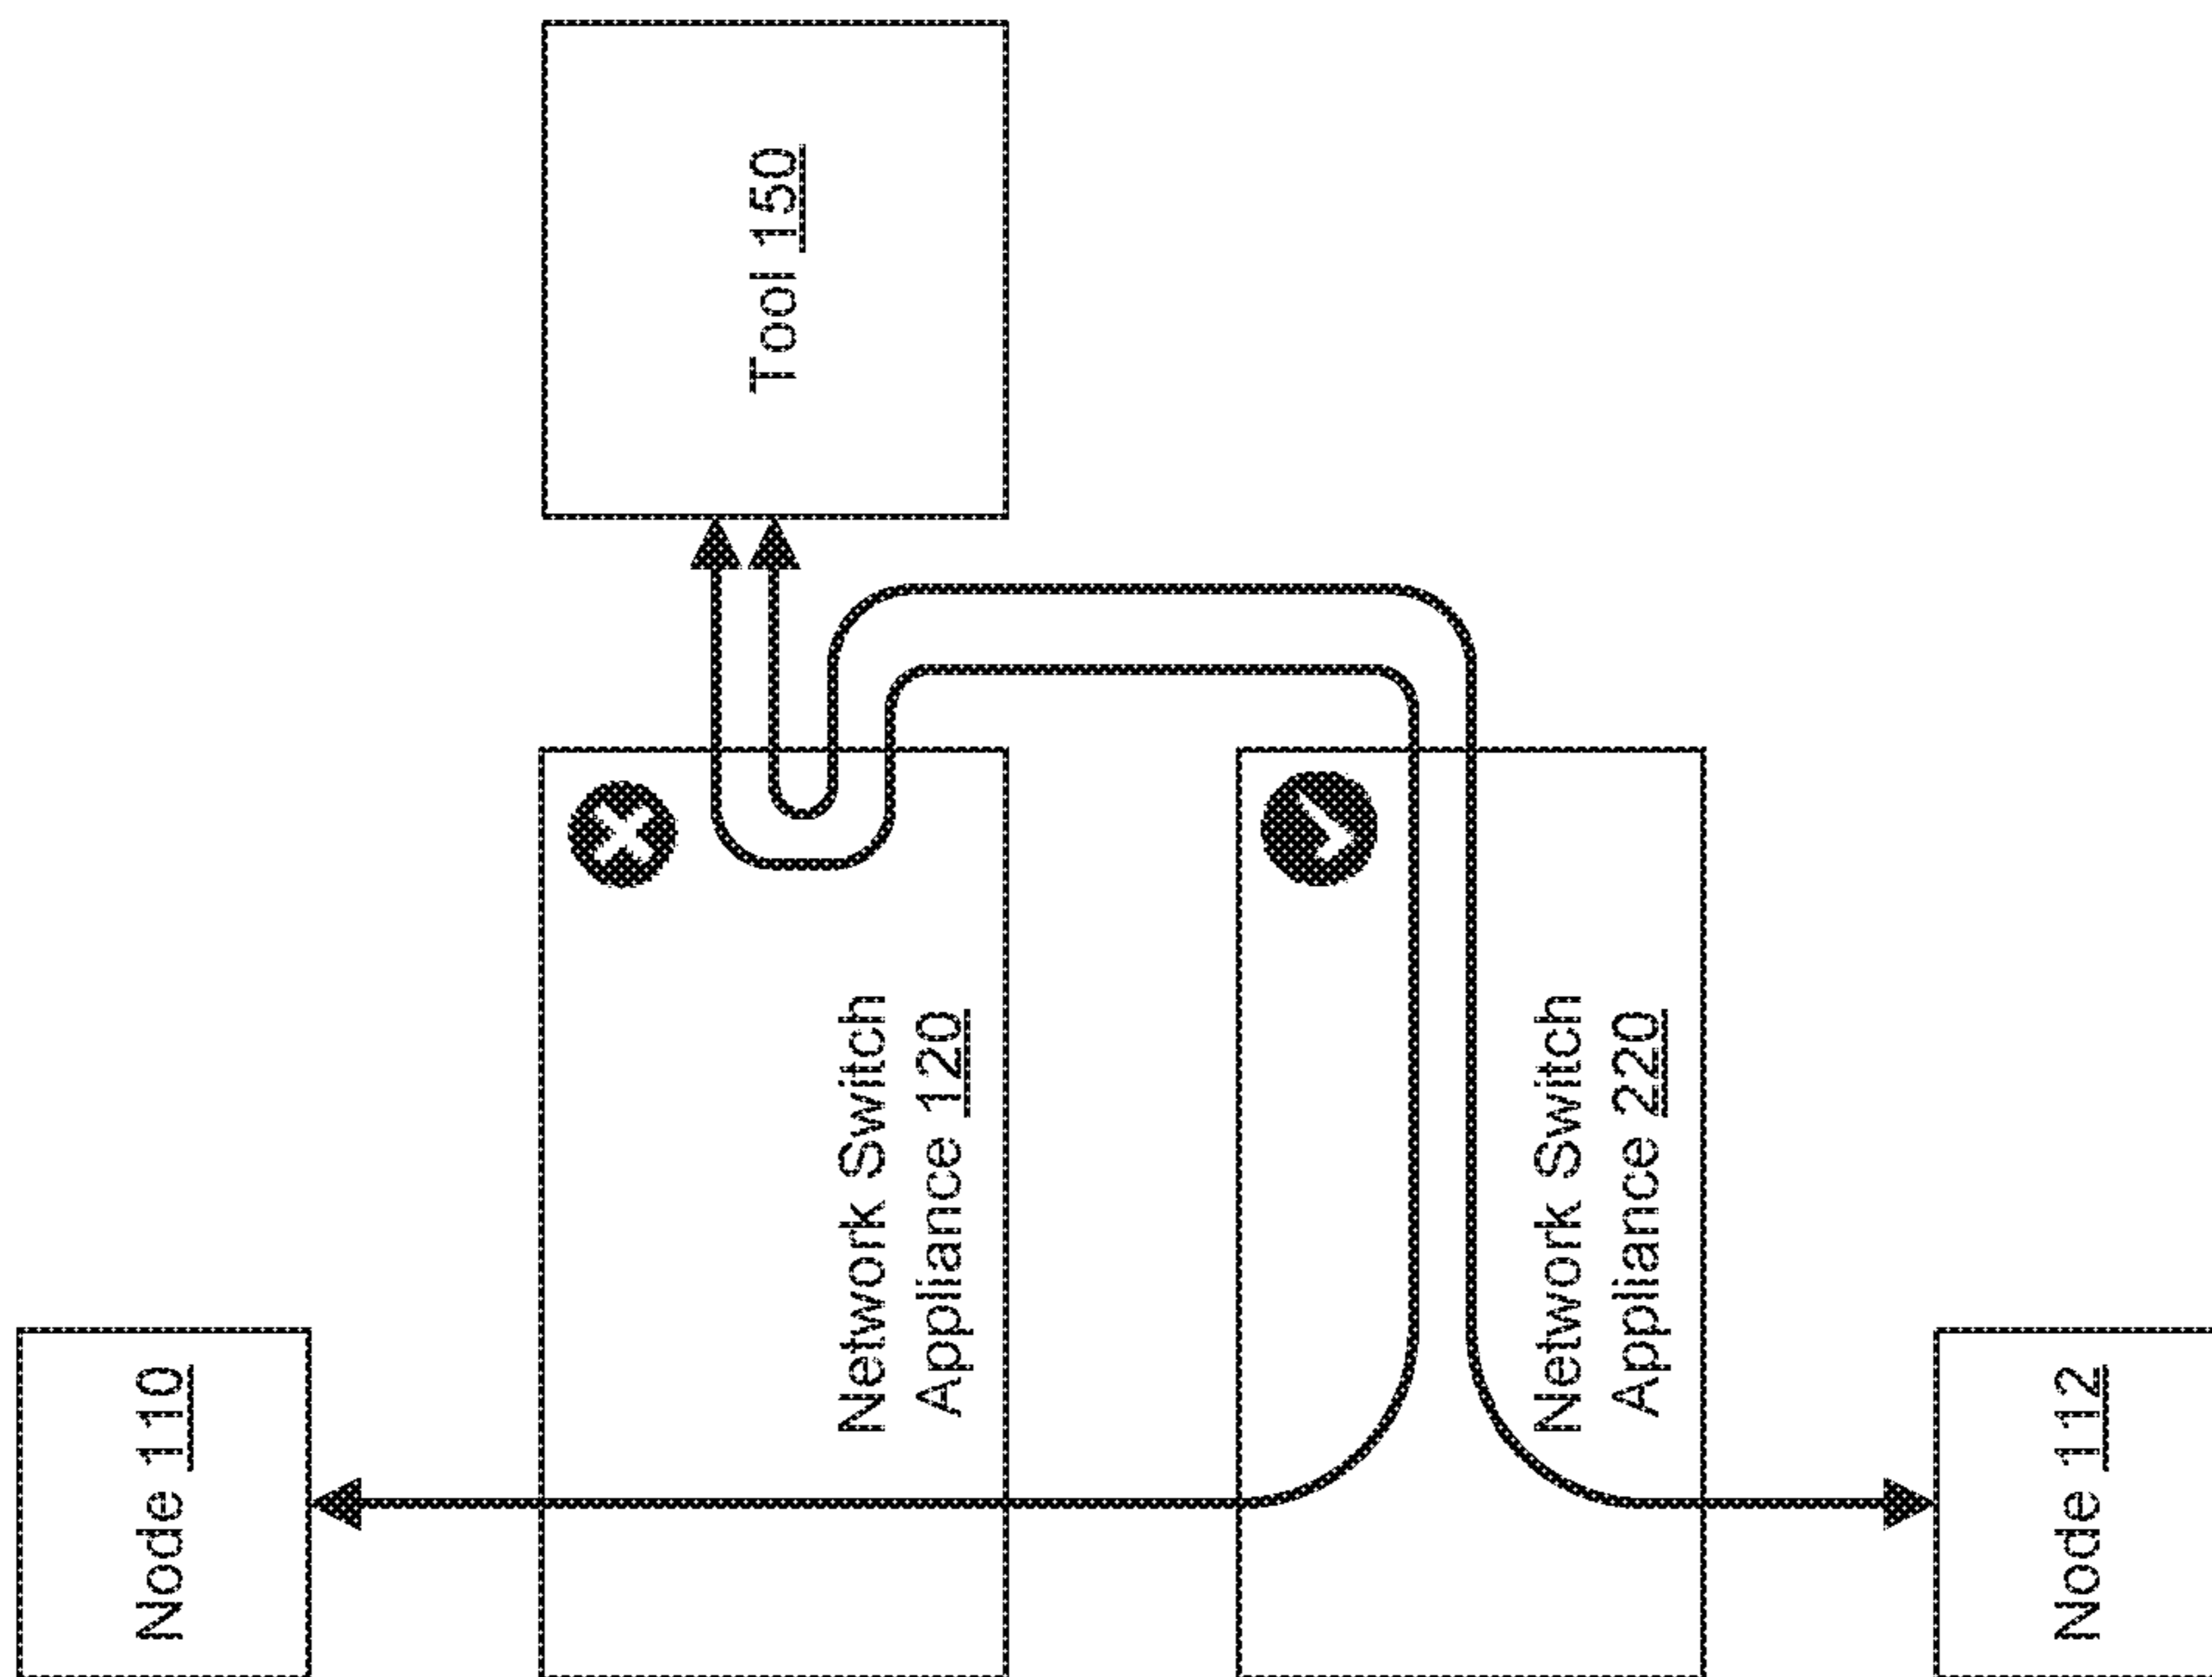 Node 110
Network Switch
Appliance 120
Tool 150
Network Switch
Appliance 220
Node 112